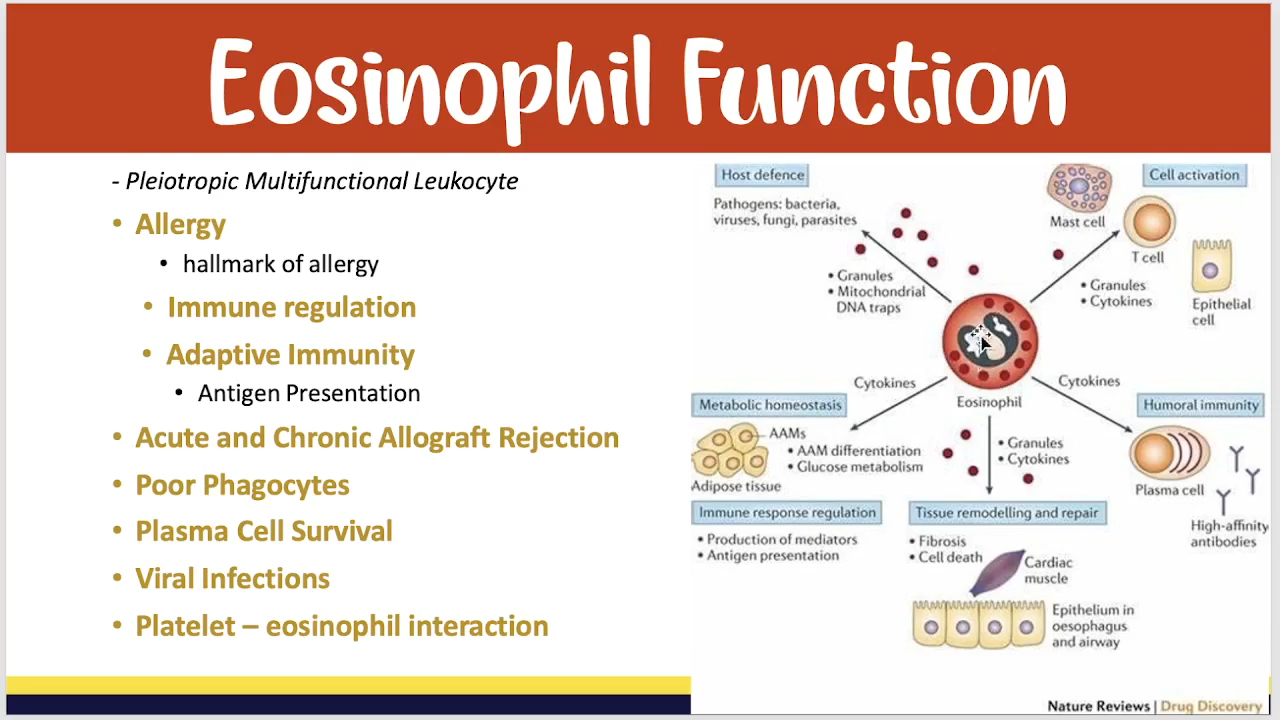 Eosinophil Function
- Pleiotropic Multifunctional Leukocyte
• Allergy
• hallmark of allergy
• Immune regulation
• Adaptive Immunity
• Antigen Presentation
• Acute and Chronic Allograft Rejection
• Poor Phagocytes
• Plasma Cell Survival
• Viral Infections
• Platelet – eosinophil interaction
Host defence
Pathogens: bacteria,
viruses, fungi, parasites
• Granules
• Mitochondrial
DNA traps
Mast cell
Cell activation
T cell
• Granules
• Cytokines
Epithelial
cell
Eosinophil
Cytokines
Metabolic homeostasis
AAMs
• AAM differentiation
• Glucose metabolism
Adipose tissue
Immune response regulation
• Production of mediators
• Antigen presentation
• Granules
• Cytokines
Tissue remodelling and repair
• Fibrosis
• Cell death
Cardiac
muscle
Epithelium in
oesophagus
and airway
Cytokines
Humoral immunity
Plasma cell
High-affinity
antibodies
Nature Reviews | Drug Discovery